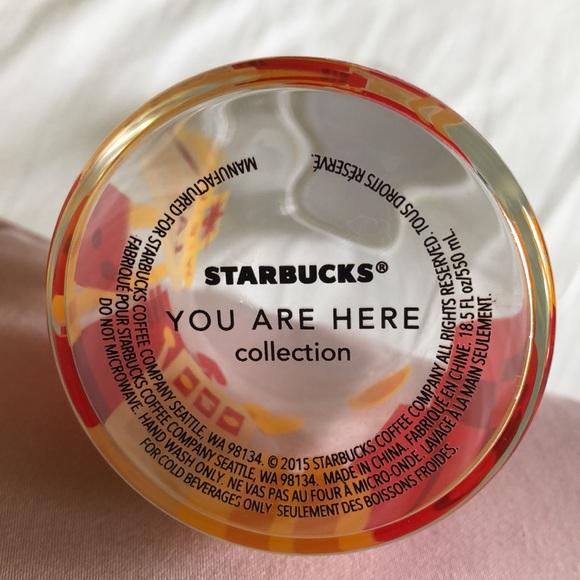 STARBUCKS®
YOU ARE HERE
collection
MANUFACTURED FOR STARBUCKS COFFEE COMPANY SEATTLE, WA 98134. © 2015 STARBUCKS COFFEE COMPANY ALL RIGHTS RESERVED. TOUS DROITS RÉSERVÉ.
FABRIQUÉ POUR STARBUCKS COFFEE COMPANY SEATTLE, WA 98134. MADE IN CHINA. FABRIQUÉ EN CHINE. 18.5 FL oz/550 mL.
DO NOT MICROWAVE. HAND WASH ONLY. NE VAS PAS AU FOUR À MICRO-ONDE. LAVAGE À LA MAIN SEULEMENT.
FOR COLD BEVERAGES ONLY SEULEMENT DES BOISSONS FROIDES.